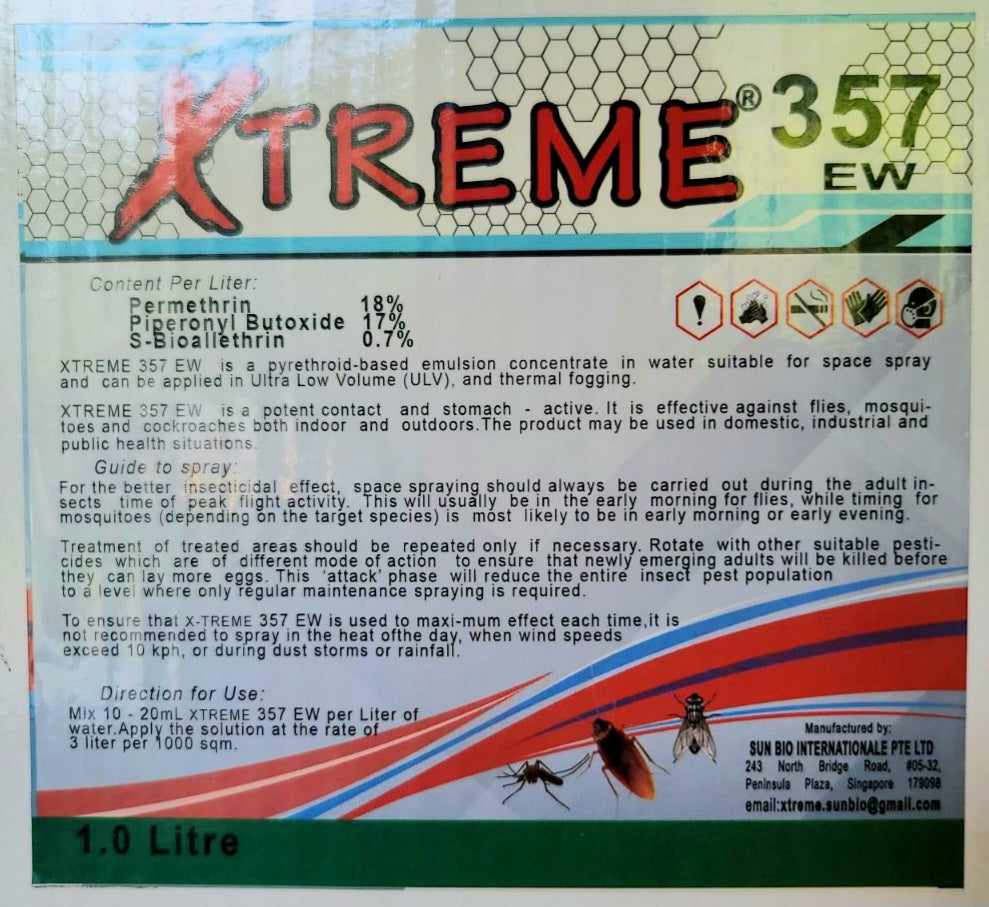 XTREME® 357
EW
Content Per Liter:
Permethrin 18%
Piperonyl Butoxide 17%
S-Bioallethrin 0.7%
XTREME 357 EW is a pyrethroid-based emulsion concentrate in water suitable for space spray
and can be applied in Ultra Low Volume (ULV), and thermal fogging.
XTREME 357 EW is a potent contact and stomach - active. It is effective against flies, mosqui-
toes and cockroaches both indoor and outdoors.The product may be used in domestic, industrial and
public health situations.
Guide to spray:
For the better insecticidal effect, space spraying should always be carried out during the adult in-
sects time of peak flight activity. This will usually be in the early morning for flies, while timing for
mosquitoes (depending on the target species) is most likely to be in early morning or early evening.
Treatment of treated areas should be repeated only if necessary. Rotate with other suitable pesti-
cides which are of different mode of action to ensure that newly emerging adults will be killed before
they can lay more eggs. This 'attack' phase will reduce the entire insect pest population
to a level where only regular maintenance spraying is required.
To ensure that X-TREME 357 EW is used to maxi-mum effect each time,it is
not recommended to spray in the heat ofthe day, when wind speeds
exceed 10 kph, or during dust storms or rainfall.
Direction for Use:
Mix 10 - 20mL XTREME 357 EW per Liter of
water.Apply the solution at the rate of
3 liter per 1000 sqm.
Manufactured by:
SUN BIO INTERNATIONALE PTE LTD
243 North Bridge Road, #05-32,
Peninsula Plaza, Singapore 179098
email:xtreme.sunbio@gmail.com
1.0 Litre